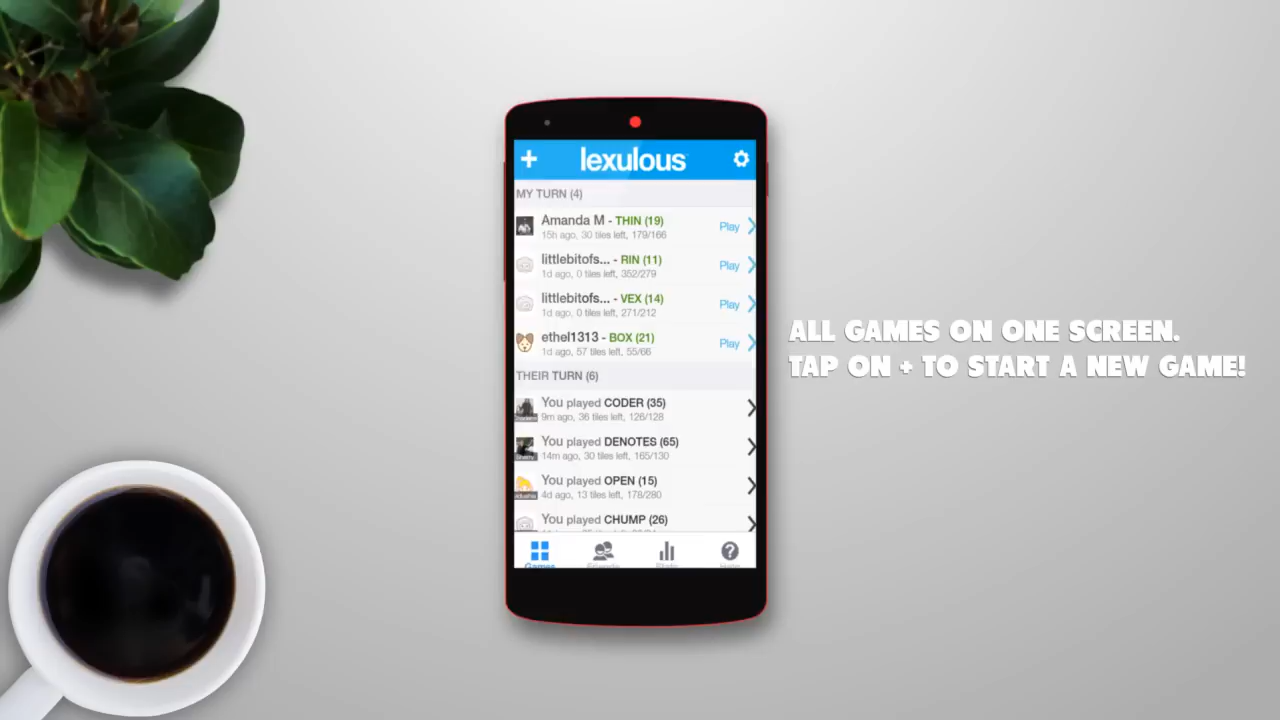 lexulous
MY TURN (4)
Amanda M - THIN (19)
15h ago, 30 tiles left, 179/166
Play
littlebitofs... - RIN (11)
1d ago, 0 tiles left, 352/279
Play
littlebitofs... - VEX (14)
1d ago, 0 tiles left, 271/212
Play
ethel1313 - BOX (21)
1d ago, 57 tiles left, 55/66
Play
THEIR TURN (6)
You played CODER (35)
9m ago, 36 tiles left, 126/128
You played DENOTES (65)
14m ago, 30 tiles left, 165/130
You played OPEN (15)
4d ago, 13 tiles left, 178/280
You played CHUMP (26)
Games
Friends
ALL GAMES ON ONE SCREEN.
TAP ON + TO START A NEW GAME!